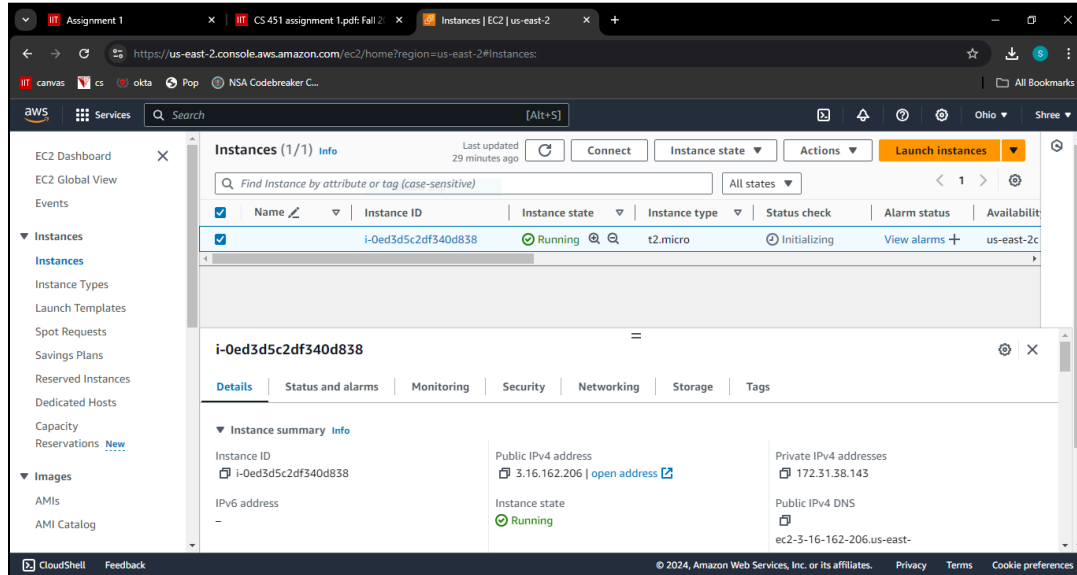 Assignment 1
CS 451 assignment 1.pdf: Fall 20
Instances | EC2 | us-east-2
https://us-east-2.console.aws.amazon.com/ec2/home?region=us-east-2#Instances:
S
canvas cs okta Pop NSA Codebreaker C... All Bookmarks
aws Services Search [Alt+S] Ohio Shree
EC2 Dashboard
EC2 Global View
Events
Instances
Instances
Instance Types
Launch Templates
Spot Requests
Savings Plans
Reserved Instances
Dedicated Hosts
Capacity
Reservations New
Images
AMIs
AMI Catalog
Instances (1/1) Info
Last updated
29 minutes ago
Connect Instance state Actions Launch instances
Find Instance by attribute or tag (case-sensitive) All states 1
Name Instance ID Instance state Instance type Status check Alarm status Availabilit
i-0ed3d5c2df340d838 Running t2.micro Initializing View alarms + us-east-2c
i-0ed3d5c2df340d838
Details Status and alarms Monitoring Security Networking Storage Tags
Instance summary Info
Instance ID Public IPv4 address Private IPv4 addresses
i-0ed3d5c2df340d838 3.16.162.206 | open address 172.31.38.143
IPv6 address Instance state Public IPv4 DNS
– Running
ec2-3-16-162-206.us-east-
CloudShell Feedback © 2024, Amazon Web Services, Inc. or its affiliates. Privacy Terms Cookie preferences